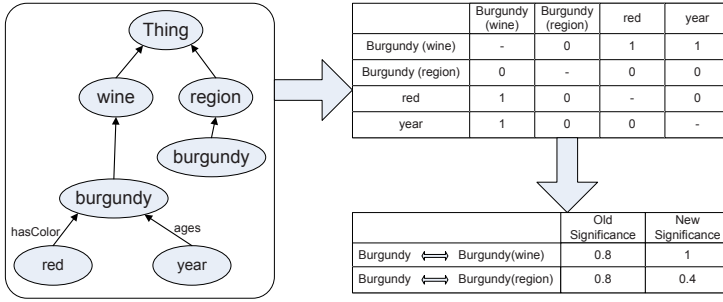 Thing
wine
region
burgundy
burgundy
hasColor
ages
red
year
Burgundy (wine) Burgundy (region) red year
Burgundy (wine) - 0 1 1
Burgundy (region) 0 - 0 0
red 1 0 - 0
year 1 0 0 -
Old Significance New Significance
Burgundy ⟺ Burgundy(wine) 0.8 1
Burgundy ⟺ Burgundy(region) 0.8 0.4